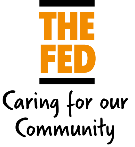 THE
FED
Caring for our
Community